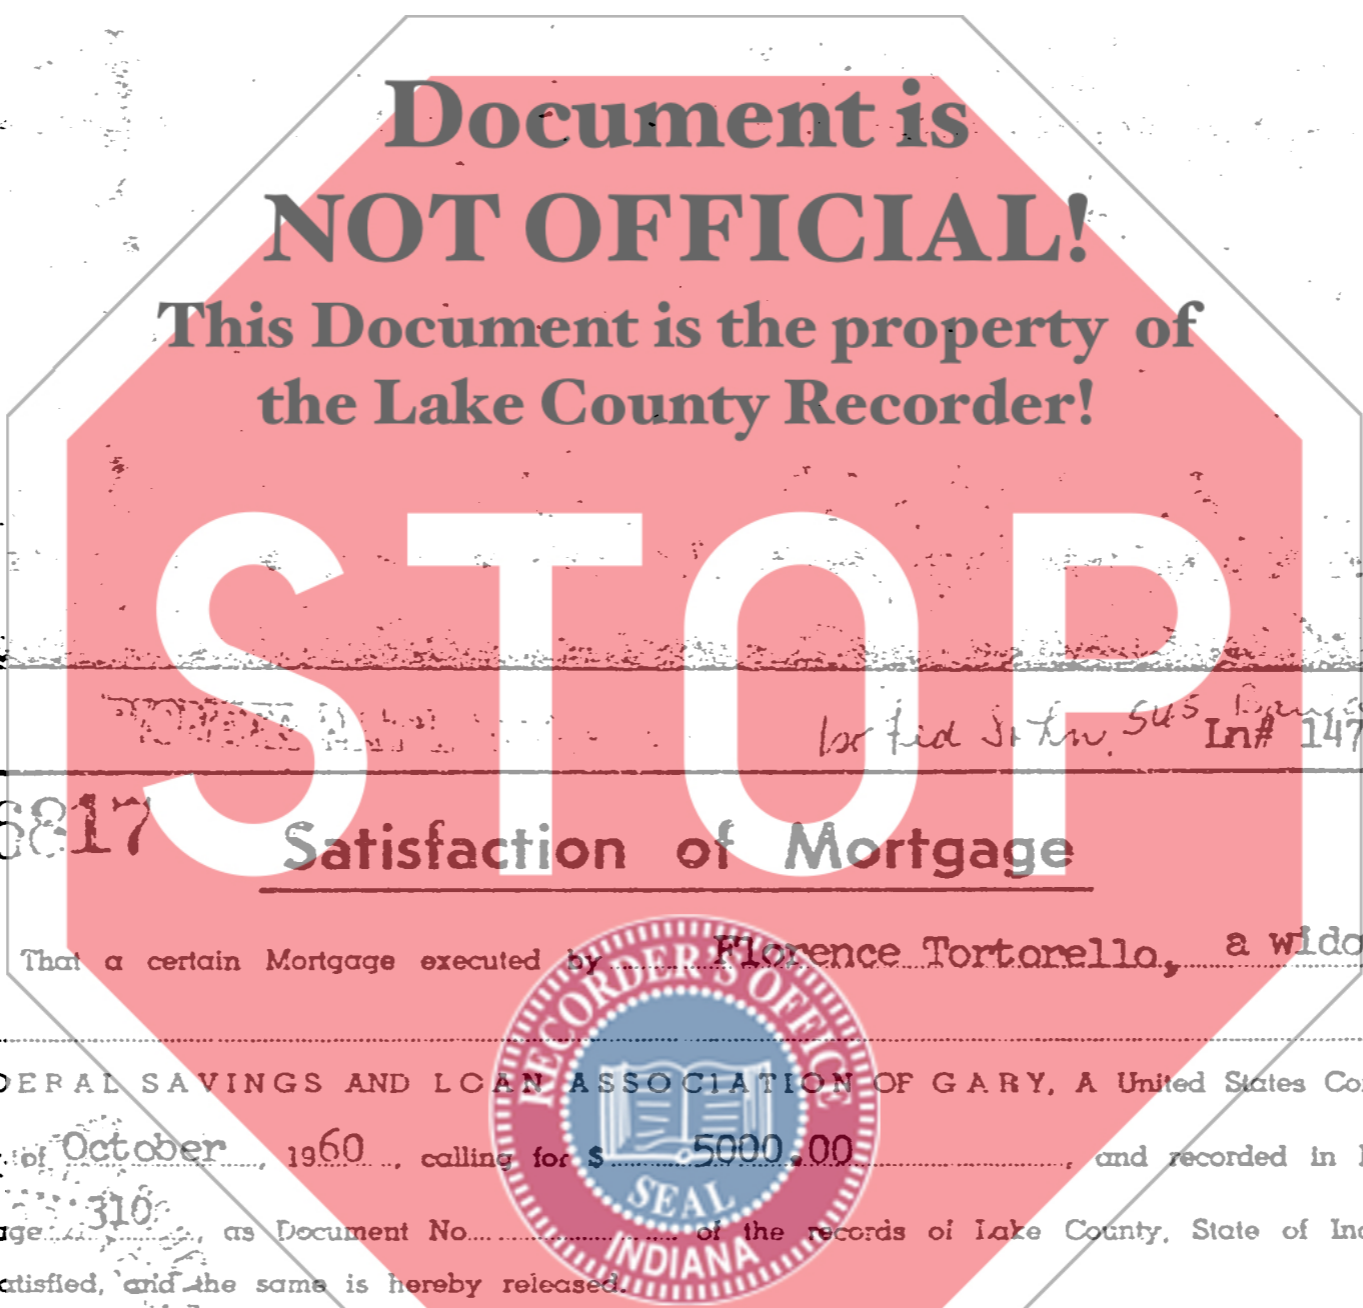 Document is
NOT OFFICIAL!
This Document is the property of
the Lake County Recorder!
STOP
Ln# 147
6817
Satisfaction of Mortgage
That a certain Mortgage executed by Florence Tortorello, a wido
DERAL SAVINGS AND LOAN ASSOCIATION OF GARY, A United States Co
of October, 1960, calling for $ 5000.00, and recorded in
age 310, as Document No. of the records of Lake County, State of Ind
atisfied, and the same is hereby released.
RECORDER'S OFFICE
SEAL
INDIANA